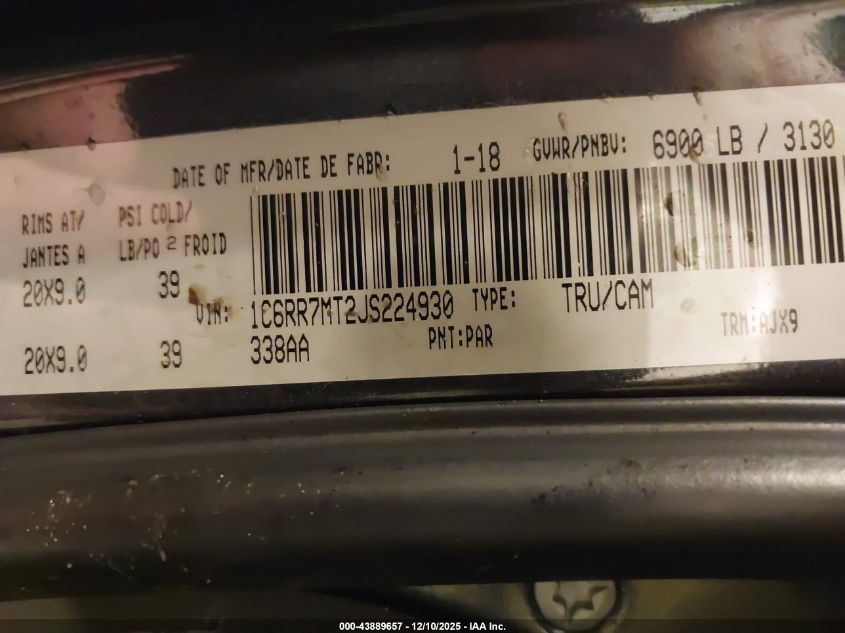 DATE OF MFR/DATE DE FABR: 1-18 GVWR/PNBV: 6900 LB / 3130
RIMS AT/ PSI COLD/
JANTES A LB/PO 2 FROID
20X9.0 39
VIN: 1C6RR7MT2JS224930 TYPE: TRU/CAM
20X9.0 39 338AA PNT:PAR TRM:AJX9
000-43889657 - 12/10/2025 - IAA Inc.